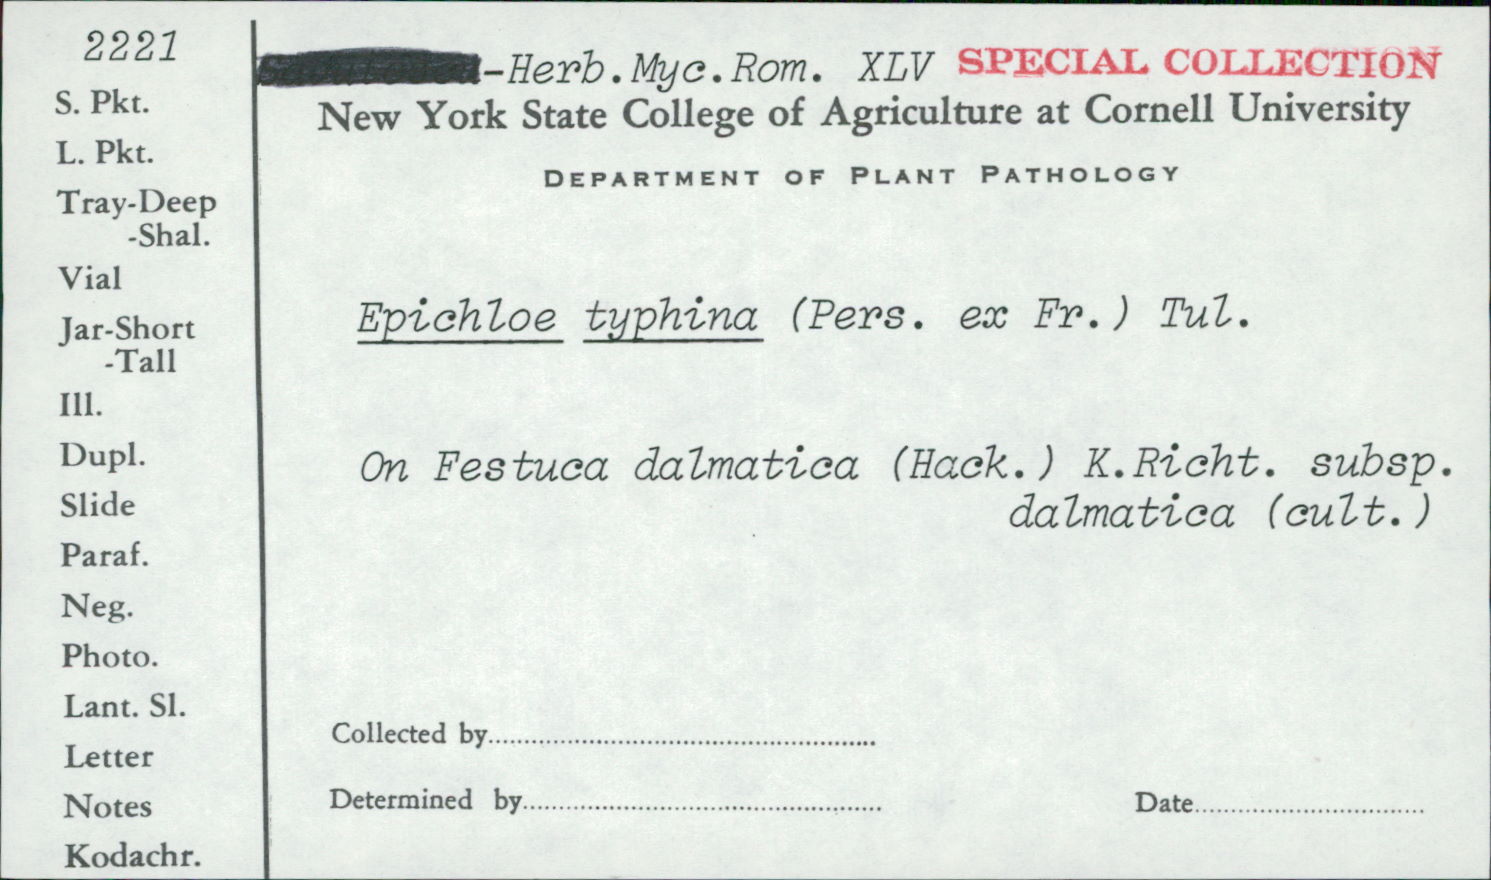 2221
-Herb.Myc.Rom. XLV SPECIAL COLLECTION
New York State College of Agriculture at Cornell University
DEPARTMENT OF PLANT PATHOLOGY
S. Pkt.
L. Pkt.
Tray-Deep
-Shal.
Vial
Jar-Short
-Tall
Ill.
Dupl.
Slide
Paraf.
Neg.
Photo.
Lant. Sl.
Letter
Notes
Kodachr.
Epichloe typhina (Pers. ex Fr.) Tul.
On Festuca dalmatica (Hack.) K.Richt. subsp.
dalmatica (cult.)
Collected by
Determined by
Date